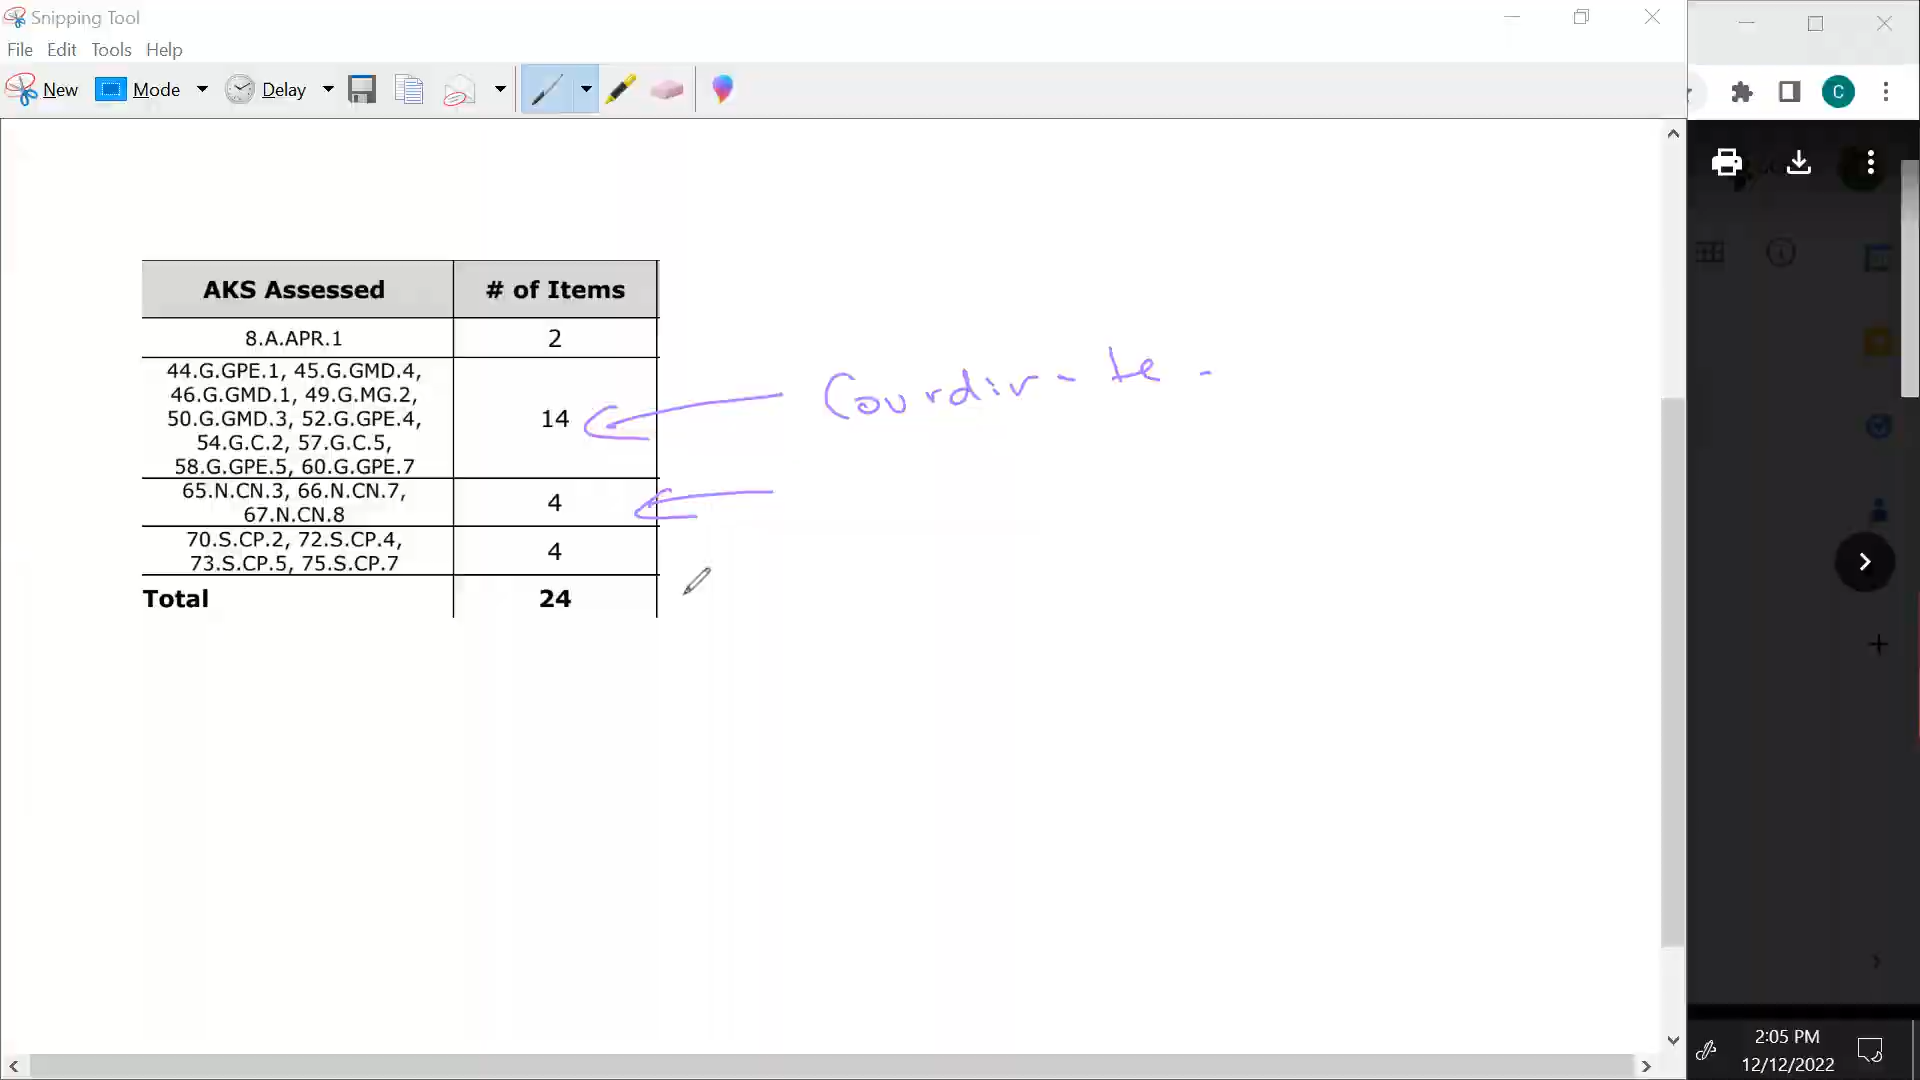 Snipping Tool
File Edit Tools Help
New Mode Delay
C
AKS Assessed # of Items
8.A.APR.1 2
44.G.GPE.1, 45.G.GMD.4,
46.G.GMD.1, 49.G.MG.2,
50.G.GMD.3, 52.G.GPE.4, 14
54.G.C.2, 57.G.C.5,
58.G.GPE.5, 60.G.GPE.7
65.N.CN.3, 66.N.CN.7, 4
67.N.CN.8
70.S.CP.2, 72.S.CP.4, 4
73.S.CP.5, 75.S.CP.7
Total 24
2:05 PM
12/12/2022